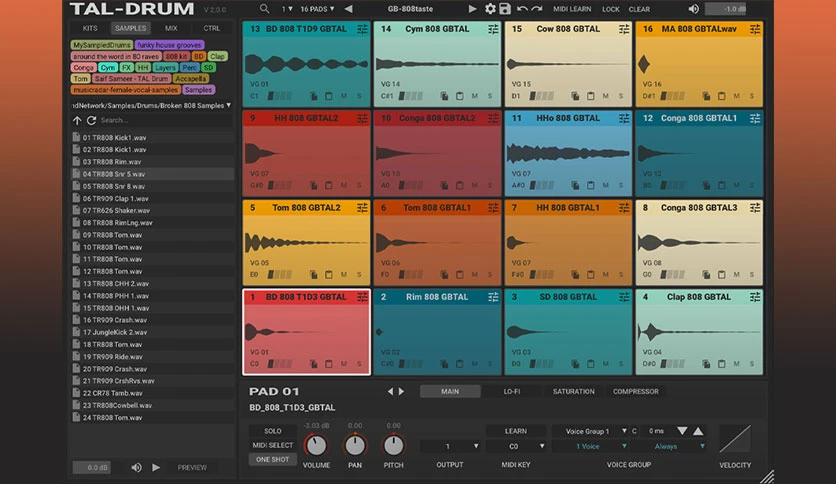 TAL-DRUM V 2.0.0
1 16 PADS GB-808taste MIDI LEARN LOCK CLEAR -1.0 dB
KITS SAMPLES MIX CTRL
MySampledDrums funky house grooves
around the word in 80 raves 808 kit BD Clap
Conga Cym FX HH Layers Perc SD
Tom Saif Sameer - TAL Drum Accapella
musicradar-female-vocal-samples Samples
ndNetwork/Samples/Drums/Broken 808 Samples
Search...
01 TR808 Kick1.wav
02 TR808 Kick1.wav
03 TR808 Rim.wav
04 TR808 Snr 5.wav
05 TR808 Snr 8.wav
06 TR909 Clap 1.wav
07 TR626 Shaker.wav
08 TR808 RimLng.wav
09 TR808 Tom.wav
10 TR808 Tom.wav
11 TR808 Tom.wav
12 TR808 Tom.wav
13 TR808 CHH 2.wav
14 TR808 PHH 1.wav
15 TR808 OHH 1.wav
16 TR909 Crash.wav
17 JungleKick 2.wav
18 TR808 Tom.wav
19 TR909 Ride.wav
20 TR909 Crash.wav
21 TR909 CrshRvs.wav
22 CR78 Tamb.wav
23 TR808Cowbell.wav
24 TR808 Tom.wav
0.0 dB PREVIEW
13 BD 808 T1D9 GBTAL
VG 01
C1 M S
14 Cym 808 GBTAL
VG 14
C#1 M S
15 Cow 808 GBTAL
VG 15
D1 M S
16 MA 808 GBTALwav
VG 16
D#1 M S
9 HH 808 GBTAL2
VG 07
G#0 M S
10 Conga 808 GBTAL2
VG 10
A0 M S
11 HHo 808 GBTAL
VG 07
A#0 M S
12 Conga 808 GBTAL1
VG 12
B0 M S
5 Tom 808 GBTAL2
VG 05
E0 M S
6 Tom 808 GBTAL1
VG 06
F0 M S
7 HH 808 GBTAL1
VG 07
F#0 M S
8 Conga 808 GBTAL3
VG 08
G0 M S
1 BD 808 T1D3 GBTAL
VG 01
C0 M S
2 Rim 808 GBTAL
VG 02
C#0 M S
3 SD 808 GBTAL
VG 03
D0 M S
4 Clap 808 GBTAL
VG 04
D#0 M S
PAD 01 MAIN LO-FI SATURATION COMPRESSOR
BD_808_T1D3_GBTAL
SOLO
MIDI SELECT
ONE SHOT
-3.03 dB 0.00 0.00
VOLUME PAN PITCH
LEARN Voice Group 1 C 0 ms
1 C0 1 Voice Always
OUTPUT MIDI KEY VOICE GROUP VELOCITY